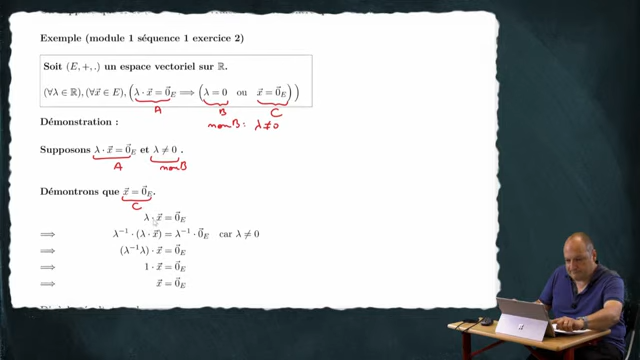 Exemple (module 1 séquence 1 exercice 2)
Soit (E, +, .) un espace vectoriel sur ℝ.
(∀λ ∈ ℝ), (∀x⃗ ∈ E), (λ · x⃗ = 0⃗_E ⟹ (λ = 0 ou x⃗ = 0⃗_E))
A B C
non B : λ ≠ 0
Démonstration :
Supposons λ · x⃗ = 0⃗_E et λ ≠ 0 .
A non B
Démontrons que x⃗ = 0⃗_E.
C
λ · x⃗ = 0⃗_E
⟹ λ⁻¹ · (λ · x⃗) = λ⁻¹ · 0⃗_E car λ ≠ 0
⟹ (λ⁻¹λ) · x⃗ = 0⃗_E
⟹ 1 · x⃗ = 0⃗_E
⟹ x⃗ = 0⃗_E